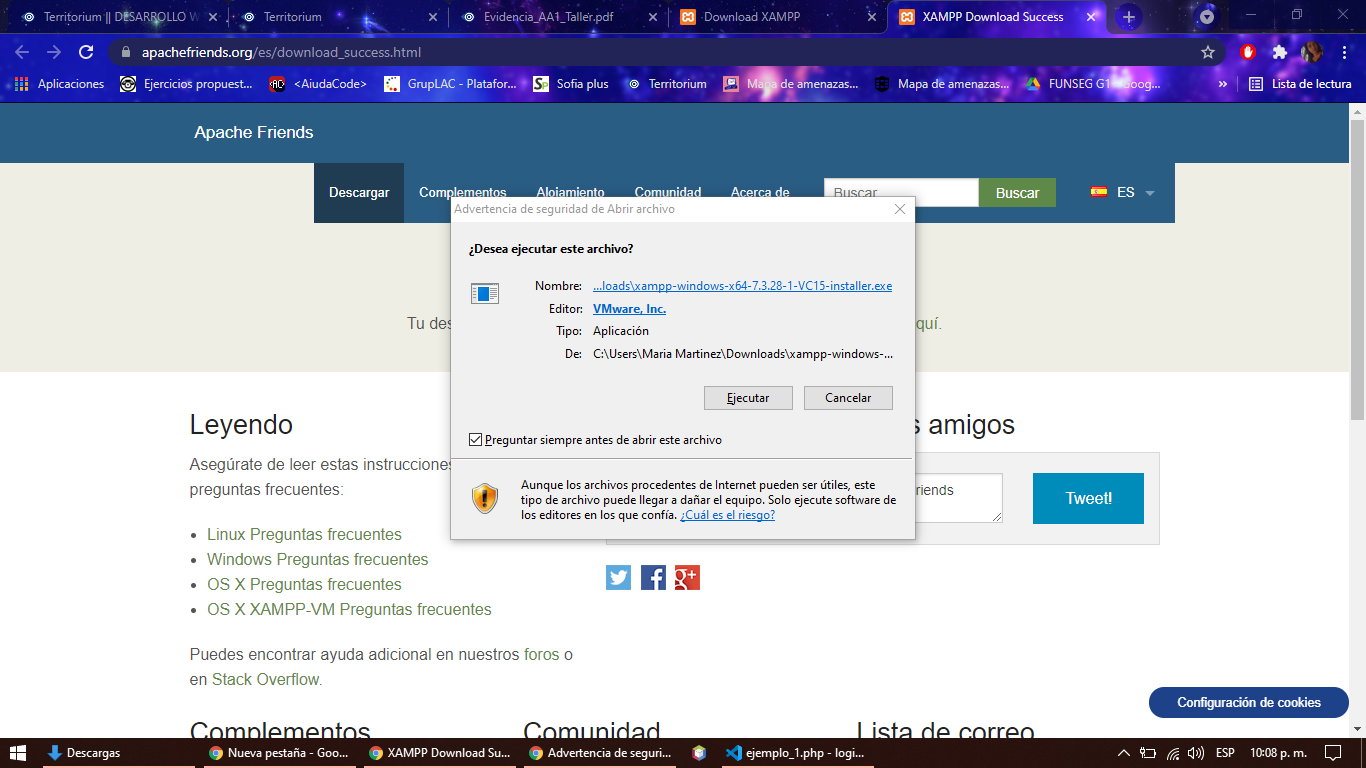 Territorium || DESARROLLO W
Territorium
Evidencia_AA1_Taller.pdf
Download XAMPP
XAMPP Download Success
apachefriends.org/es/download_success.html
Aplicaciones
Ejercicios propuest...
<AiudaCode>
GrupLAC - Platafor...
Sofia plus
Territorium
Mapa de amenazas...
Mapa de amenazas...
FUNSEG G1 - Goog...
»
Lista de lectura
Apache Friends
Descargar
Complementos
Alojamiento
Comunidad
Acerca de
Buscar...
Buscar
ES
Advertencia de seguridad de Abrir archivo
¿Desea ejecutar este archivo?
Nombre: ...loads\xampp-windows-x64-7.3.28-1-VC15-installer.exe
Editor: VMware, Inc.
Tipo: Aplicación
De: C:\Users\Maria Martinez\Downloads\xampp-windows-...
Ejecutar
Cancelar
Preguntar siempre antes de abrir este archivo
Aunque los archivos procedentes de Internet pueden ser útiles, este
tipo de archivo puede llegar a dañar el equipo. Solo ejecute software de
los editores en los que confía. ¿Cuál es el riesgo?
Tu des
quí.
Leyendo
Asegúrate de leer estas instrucciones
preguntas frecuentes:
Linux Preguntas frecuentes
Windows Preguntas frecuentes
OS X Preguntas frecuentes
OS X XAMPP-VM Preguntas frecuentes
Puedes encontrar ayuda adicional en nuestros foros o
en Stack Overflow.
s amigos
riends
Tweet!
Configuración de cookies
Complementos
Comunidad
Lista de correo
Descargas
Nueva pestaña - Goo...
XAMPP Download Su...
Advertencia de seguri...
ejemplo_1.php - logi...
ESP
10:08 p. m.